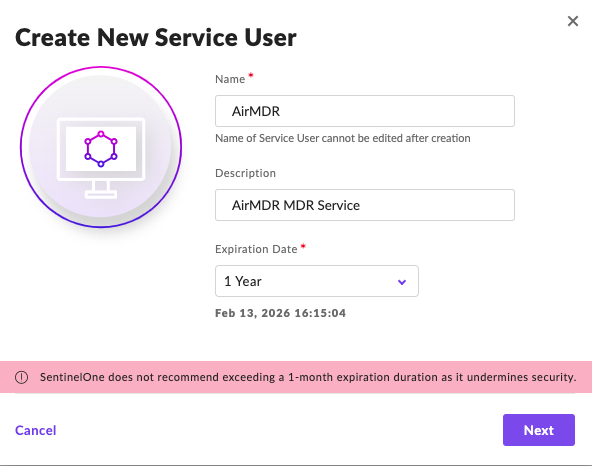 Create New Service User
Name *
AirMDR
Name of Service User cannot be edited after creation
Description
AirMDR MDR Service
Expiration Date *
1 Year
Feb 13, 2026 16:15:04
SentinelOne does not recommend exceeding a 1-month expiration duration as it undermines security.
Cancel
Next